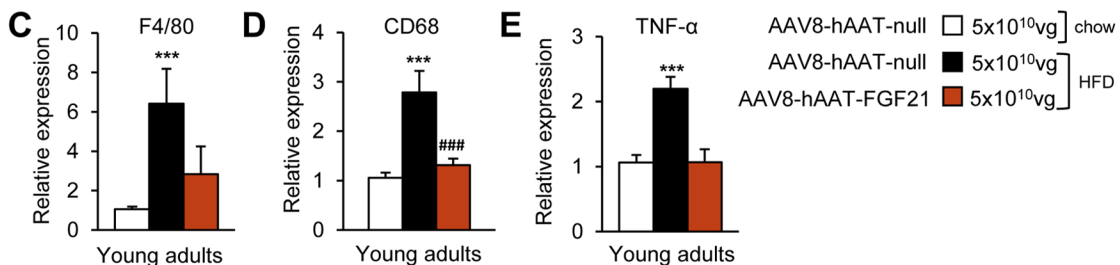 C
F4/80
Relative expression
10
8
6
4
2
0
***
Young adults
D
CD68
Relative expression
4
3
2
1
0
***
###
Young adults
E
TNF-α
Relative expression
3
2
1
0
***
Young adults
AAV8-hAAT-null 5x10¹⁰vg chow
AAV8-hAAT-null 5x10¹⁰vg
HFD
AAV8-hAAT-FGF21 5x10¹⁰vg